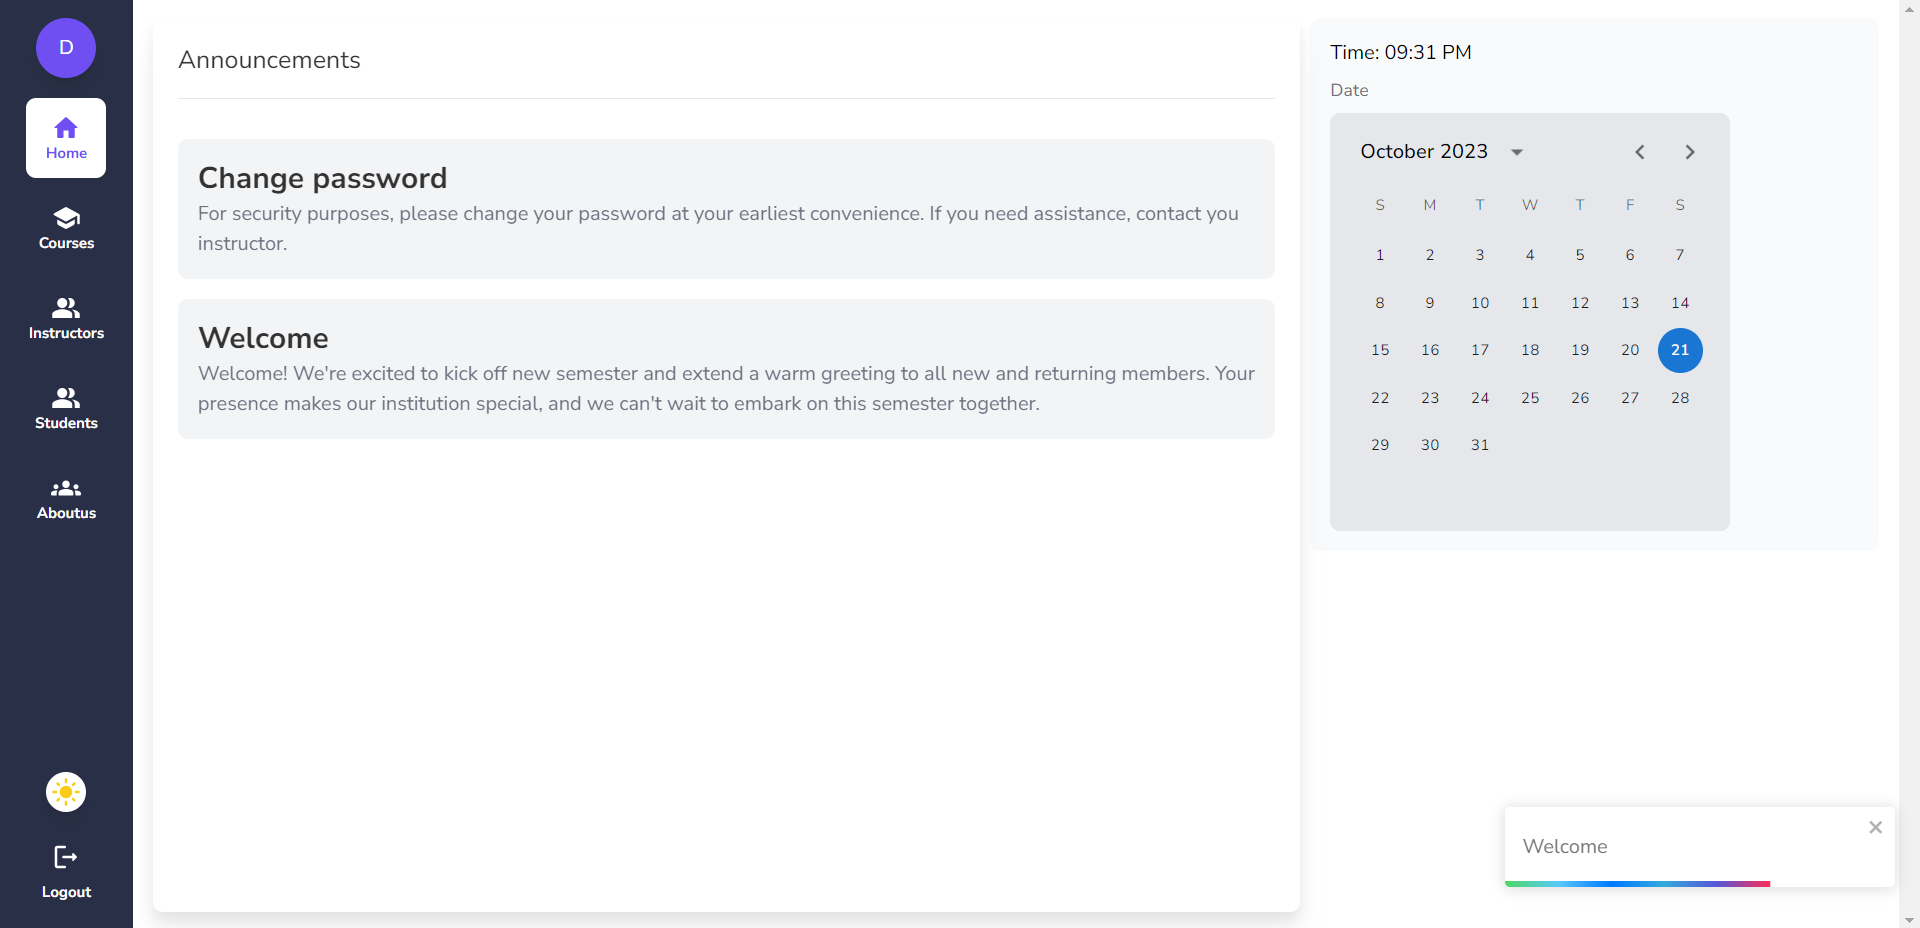 D
Home
Courses
Instructors
Students
Aboutus
Logout
Announcements
Change password
For security purposes, please change your password at your earliest convenience. If you need assistance, contact you
instructor.
Welcome
Welcome! We're excited to kick off new semester and extend a warm greeting to all new and returning members. Your
presence makes our institution special, and we can't wait to embark on this semester together.
Time: 09:31 PM
Date
October 2023
S M T W T F S
1 2 3 4 5 6 7
8 9 10 11 12 13 14
15 16 17 18 19 20 21
22 23 24 25 26 27 28
29 30 31
Welcome